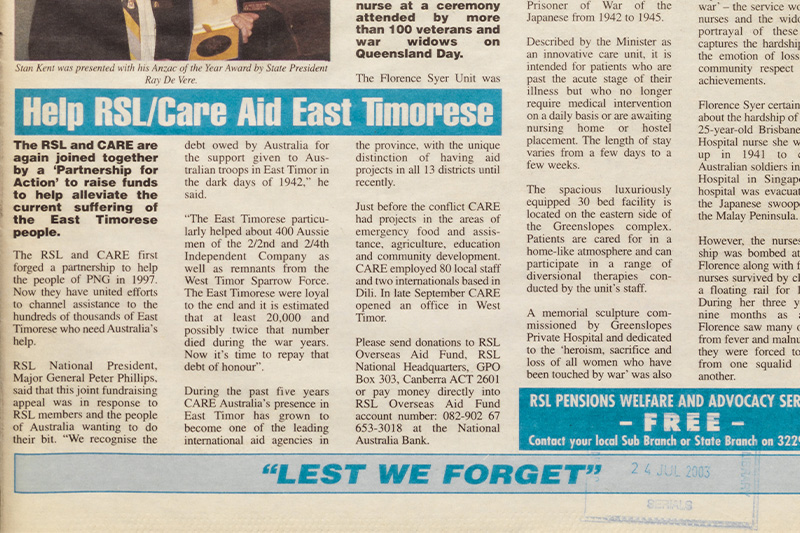 Stan Kent was presented with his Anzac of the Year Award by State President
Ray De Vere.
nurse at a ceremony
attended by more
than 100 veterans and
war widows on
Queensland Day.
The Florence Syer Unit was
Help RSL/Care Aid East Timorese
The RSL and CARE are
again joined together
by a ‘Partnership for
Action’ to raise funds
to help alleviate the
current suffering of
the East Timorese
people.
The RSL and CARE first
forged a partnership to help
the people of PNG in 1997.
Now they have united efforts
to channel assistance to the
hundreds of thousands of East
Timorese who need Australia’s
help.
RSL National President,
Major General Peter Phillips,
said that this joint fundraising
appeal was in response to
RSL members and the people
of Australia wanting to do
their bit. “We recognise the
debt owed by Australia for
the support given to Aus-
tralian troops in East Timor in
the dark days of 1942,” he
said.
“The East Timorese particu-
larly helped about 400 Aussie
men of the 2/2nd and 2/4th
Independent Company as
well as remnants from the
West Timor Sparrow Force.
The East Timorese were loyal
to the end and it is estimated
that at least 20,000 and
possibly twice that number
died during the war years.
Now it’s time to repay that
debt of honour”.
During the past five years
CARE Australia’s presence in
East Timor has grown to
become one of the leading
international aid agencies in
the province, with the unique
distinction of having aid
projects in all 13 districts until
recently.
Just before the conflict CARE
had projects in the areas of
emergency food and assis-
tance, agriculture, education
and community development.
CARE employed 80 local staff
and two internationals based in
Dili. In late September CARE
opened an office in West
Timor.
Please send donations to RSL
Overseas Aid Fund, RSL
National Headquarters, GPO
Box 303, Canberra ACT 2601
or pay money directly into
RSL Overseas Aid Fund
account number: 082-902 67
653-3018 at the National
Australia Bank.
Prisoner of War of the
Japanese from 1942 to 1945.
Described by the Minister as
an innovative care unit, it is
intended for patients who are
past the acute stage of their
illness but who no longer
require medical intervention
on a daily basis or are awaiting
nursing home or hostel
placement. The length of stay
varies from a few days to a
few weeks.
The spacious luxuriously
equipped 30 bed facility is
located on the eastern side of
the Greenslopes complex.
Patients are cared for in a
home-like atmosphere and can
participate in a range of
diversional therapies con-
ducted by the unit’s staff.
A memorial sculpture com-
missioned by Greenslopes
Private Hospital and dedicated
to the ‘heroism, sacrifice and
loss of all women who have
been touched by war’ was also
war’ – the service wo
nurses and the wido
portrayal of these
captures the hardship
the emotion of loss
community respect
achievements.
Florence Syer certain
about the hardship of
25-year-old Brisbane
Hospital nurse she w
up in 1941 to
Australian soldiers in
Hospital in Singap
hospital was evacuat
the Japanese swoop
the Malay Peninsula.
However, the nurses
ship was bombed at
Florence along with f
nurses survived by cl
a floating rail for
During her three y
nine months as
Florence saw many
from fever and malnu
they were forced to
from one squalid
another.
RSL PENSIONS WELFARE AND ADVOCACY SER
– FREE –
Contact your local Sub Branch or State Branch on 3229
“LEST WE FORGET”
24 JUL 2003
SERIALS